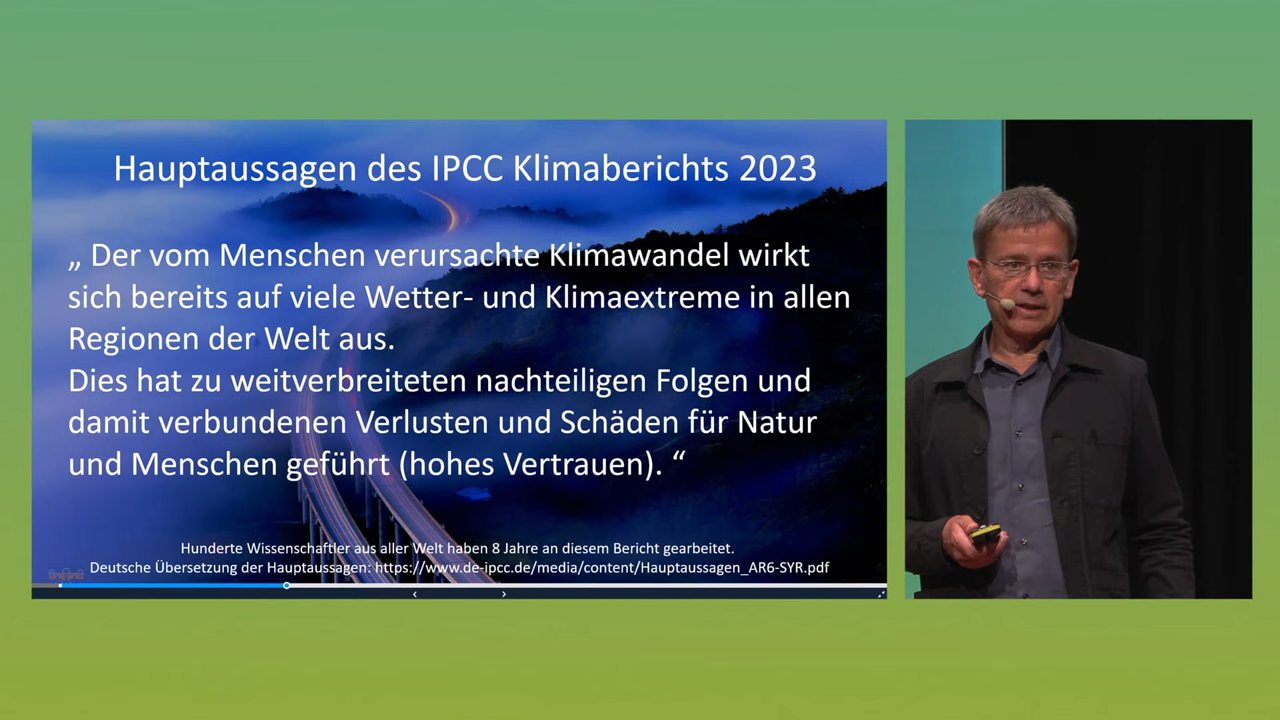 Hauptaussagen des IPCC Klimaberichts 2023
„ Der vom Menschen verursachte Klimawandel wirkt
sich bereits auf viele Wetter- und Klimaextreme in allen
Regionen der Welt aus.
Dies hat zu weitverbreiteten nachteiligen Folgen und
damit verbundenen Verlusten und Schäden für Natur
und Menschen geführt (hohes Vertrauen). “
Hunderte Wissenschaftler aus aller Welt haben 8 Jahre an diesem Bericht gearbeitet.
Deutsche Übersetzung der Hauptaussagen: https://www.de-ipcc.de/media/content/Hauptaussagen_AR6-SYR.pdf